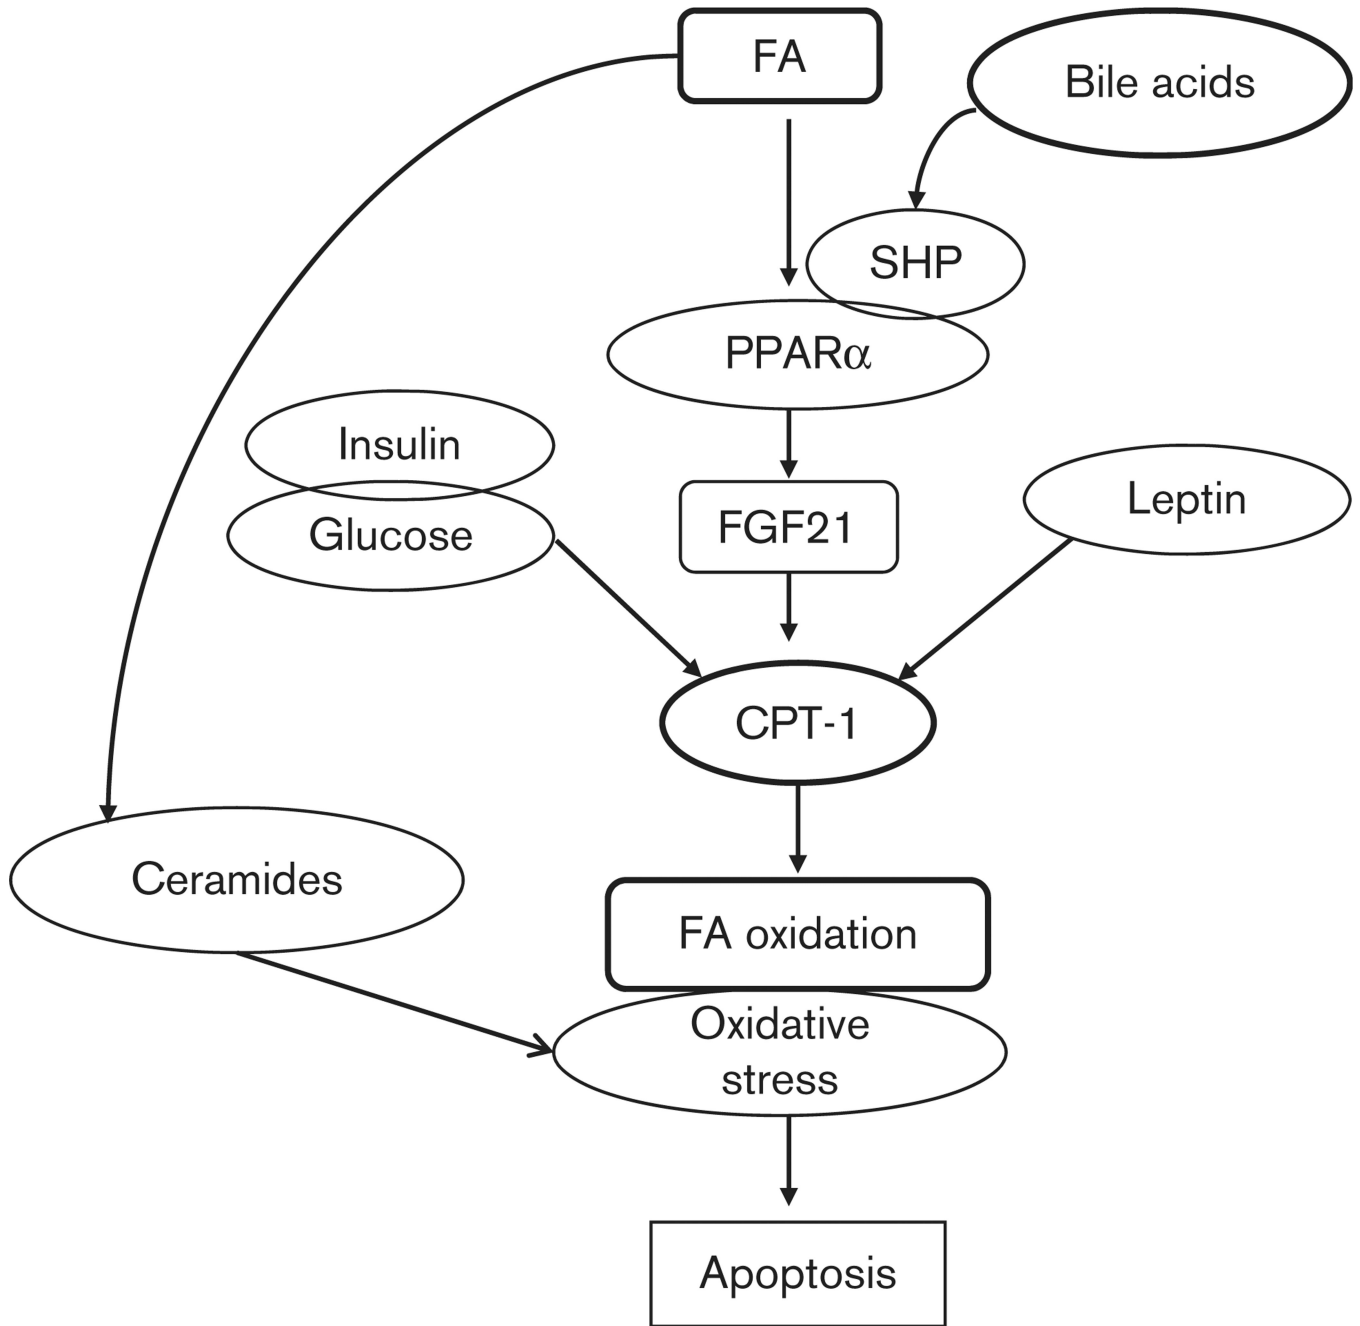 FA
Bile acids
SHP
PPARα
Insulin
Glucose
FGF21
Leptin
CPT-1
Ceramides
FA oxidation
Oxidative
stress
Apoptosis